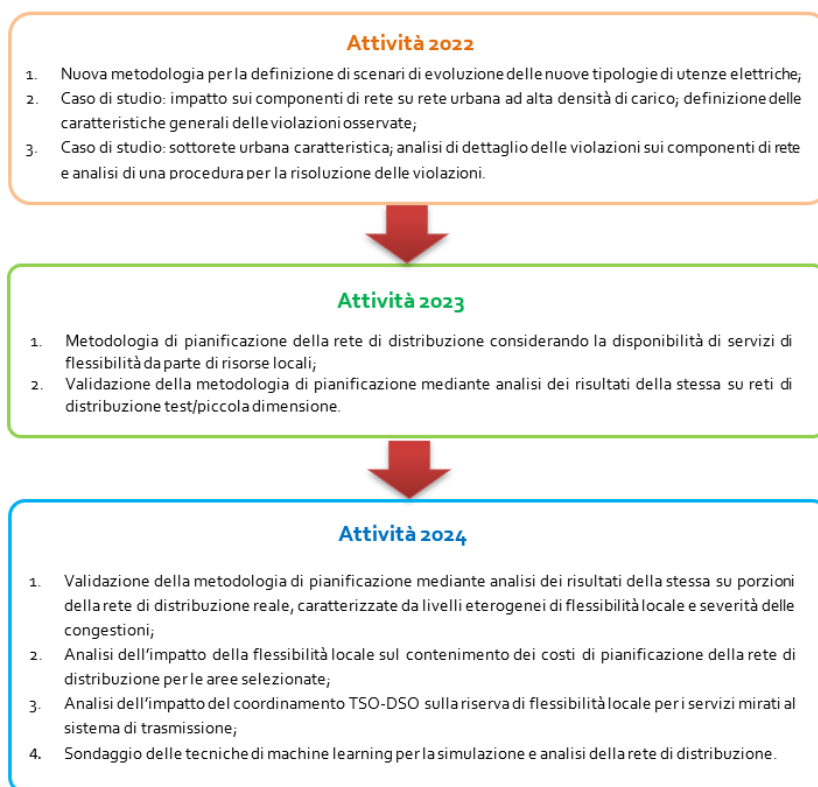 Attività 2022
1. Nuova metodologia per la definizione di scenari di evoluzione delle nuove tipologie di utenze elettriche;
2. Caso di studio: impatto sui componenti di rete su rete urbana ad alta densità di carico; definizione delle
caratteristiche generali delle violazioni osservate;
3. Caso di studio: sottorete urbana caratteristica; analisi di dettaglio delle violazioni sui componenti di rete
e analisi di una procedura per la risoluzione delle violazioni.
Attività 2023
1. Metodologia di pianificazione della rete di distribuzione considerando la disponibilità di servizi di
flessibilità da parte di risorse locali;
2. Validazione della metodologia di pianificazione mediante analisi dei risultati della stessa su reti di
distribuzione test/piccola dimensione.
Attività 2024
1. Validazione della metodologia di pianificazione mediante analisi dei risultati della stessa su porzioni
della rete di distribuzione reale, caratterizzate da livelli eterogenei di flessibilità locale e severità delle
congestioni;
2. Analisi dell'impatto della flessibilità locale sul contenimento dei costi di pianificazione della rete di
distribuzione per le aree selezionate;
3. Analisi dell'impatto del coordinamento TSO-DSO sulla riserva di flessibilità locale per i servizi mirati al
sistema di trasmissione;
4. Sondaggio delle tecniche di machine learning per la simulazione e analisi della rete di distribuzione.